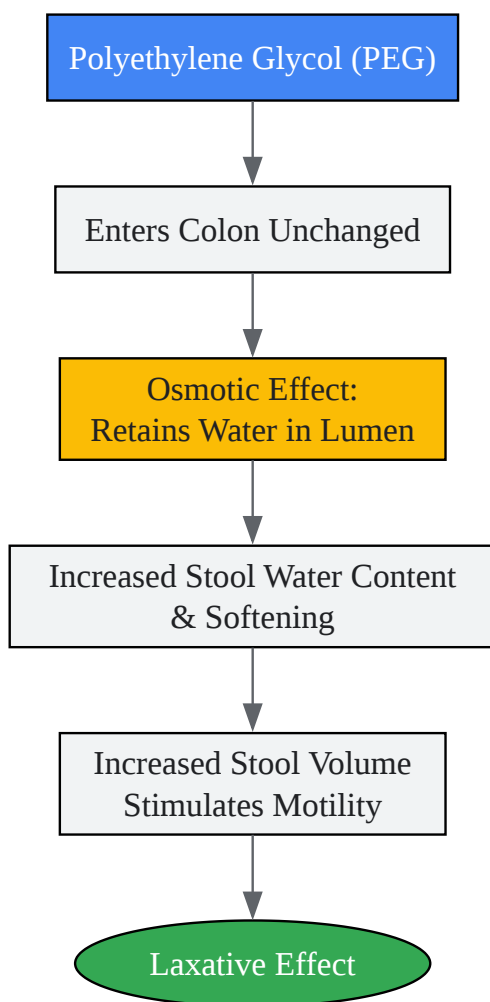 Polyethylene Glycol (PEG)
Enters Colon Unchanged
Osmotic Effect:
Retains Water in Lumen
Increased Stool Water Content
& Softening
Increased Stool Volume
Stimulates Motility
Laxative Effect